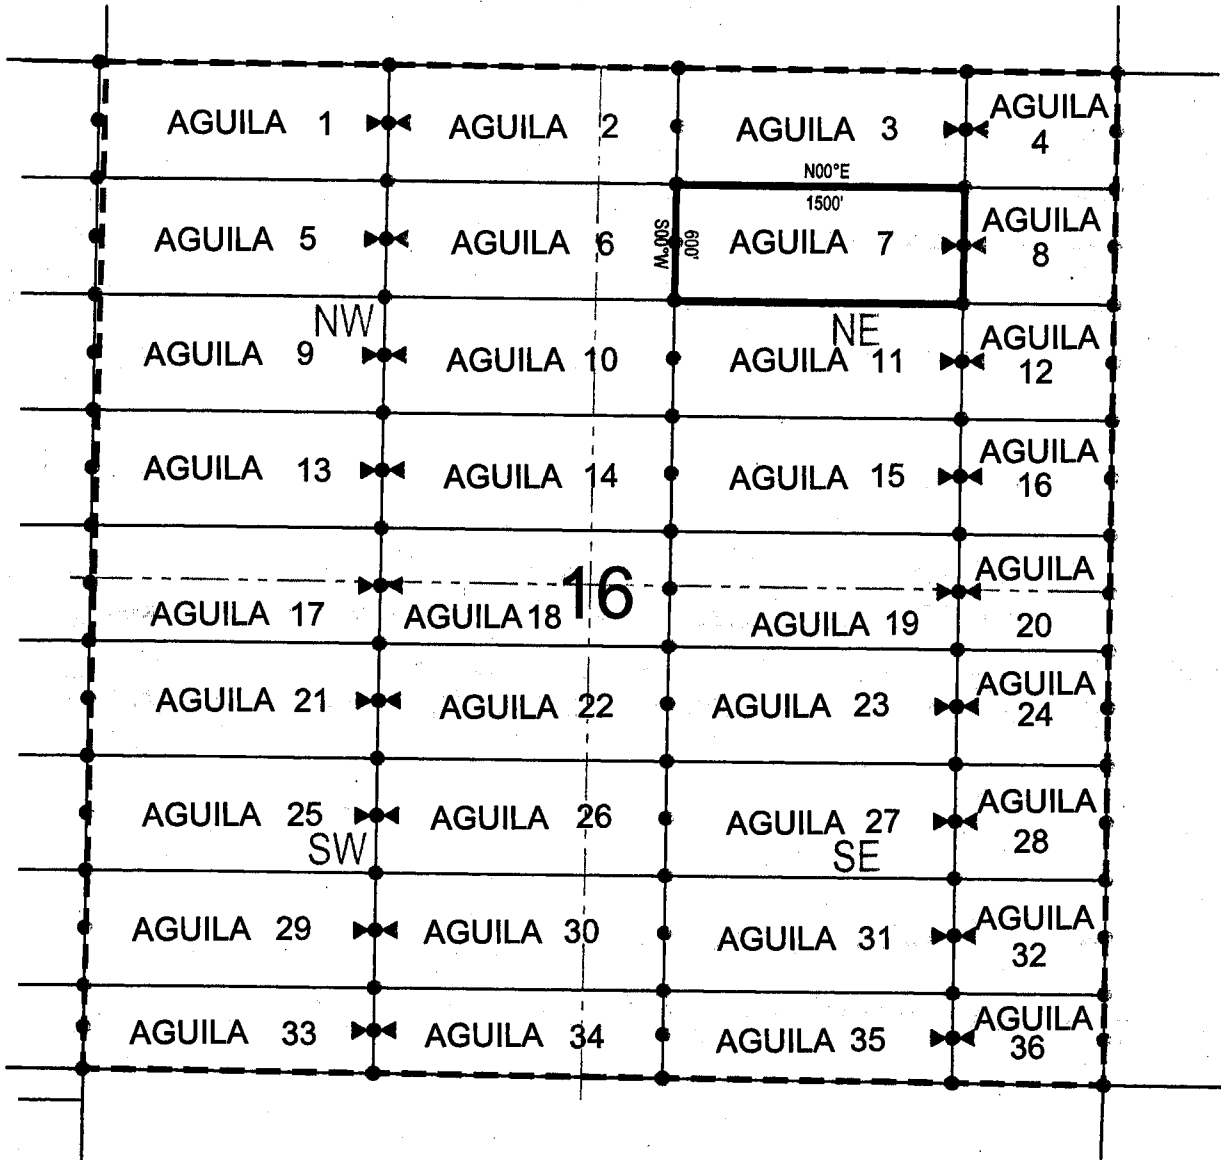 AGUILA 1
AGUILA 2
AGUILA 3
AGUILA
4
N00°E
1500'
AGUILA 5
AGUILA 6
S00°W
600'
AGUILA 7
AGUILA
8
NW
NE
AGUILA 9
AGUILA 10
AGUILA 11
AGUILA
12
AGUILA 13
AGUILA 14
AGUILA 15
AGUILA
16
16
AGUILA 17
AGUILA 18
AGUILA 19
AGUILA
20
AGUILA 21
AGUILA 22
AGUILA 23
AGUILA
24
AGUILA 25
AGUILA 26
AGUILA 27
AGUILA
28
SW
SE
AGUILA 29
AGUILA 30
AGUILA 31
AGUILA
32
AGUILA 33
AGUILA 34
AGUILA 35
AGUILA
36